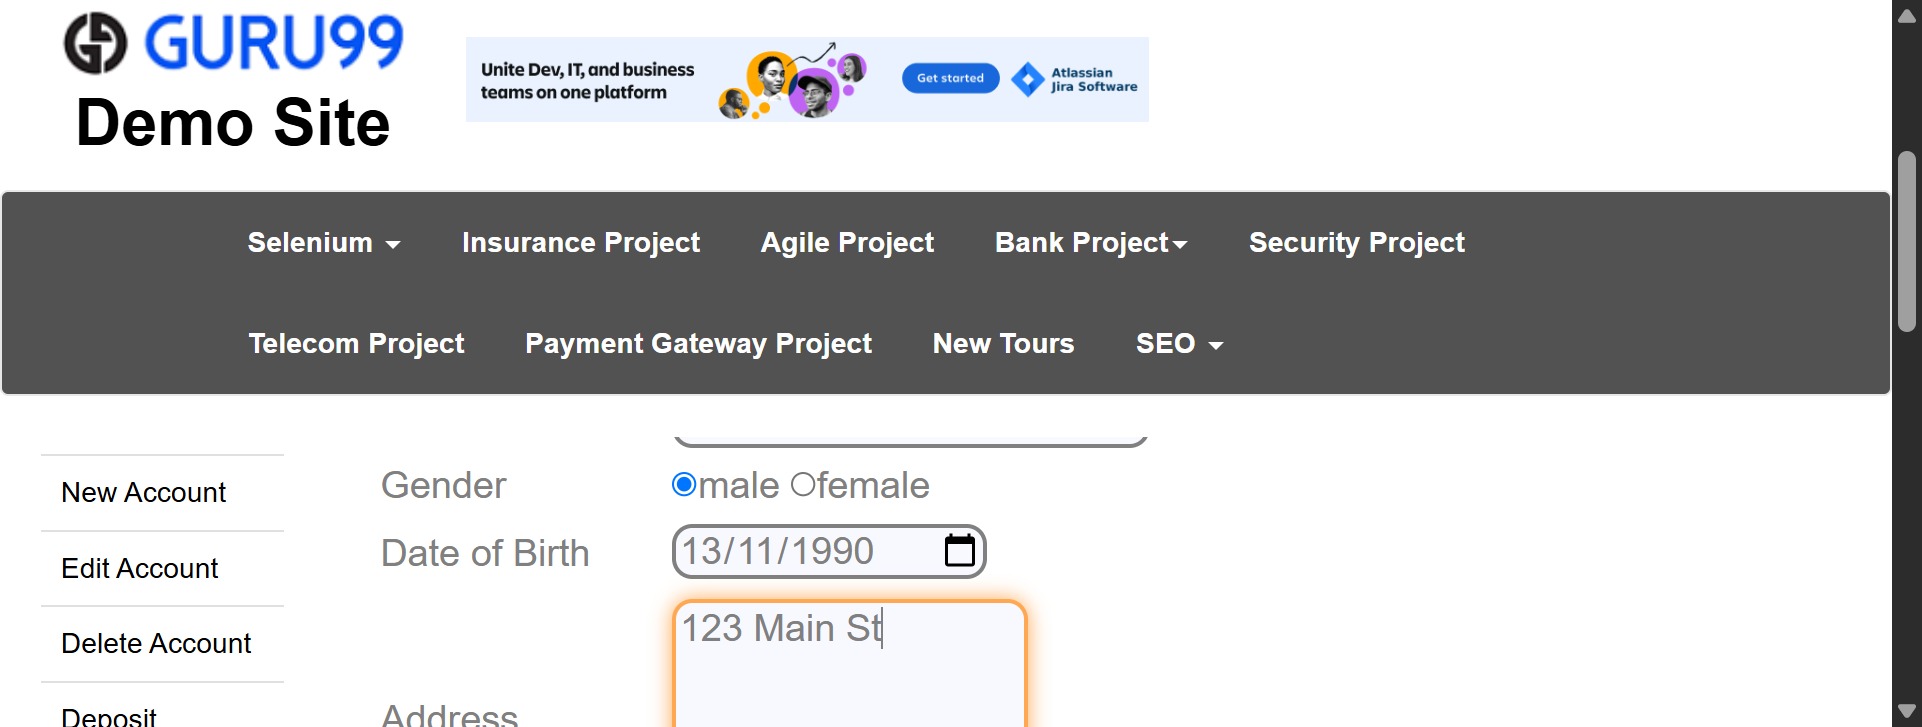 GURU99
Demo Site
Unite Dev, IT, and business
teams on one platform
Get started
Atlassian
Jira Software
Selenium
Insurance Project
Agile Project
Bank Project
Security Project
Telecom Project
Payment Gateway Project
New Tours
SEO
New Account
Edit Account
Delete Account
Deposit
Gender
male
female
Date of Birth
13/11/1990
123 Main St
Address